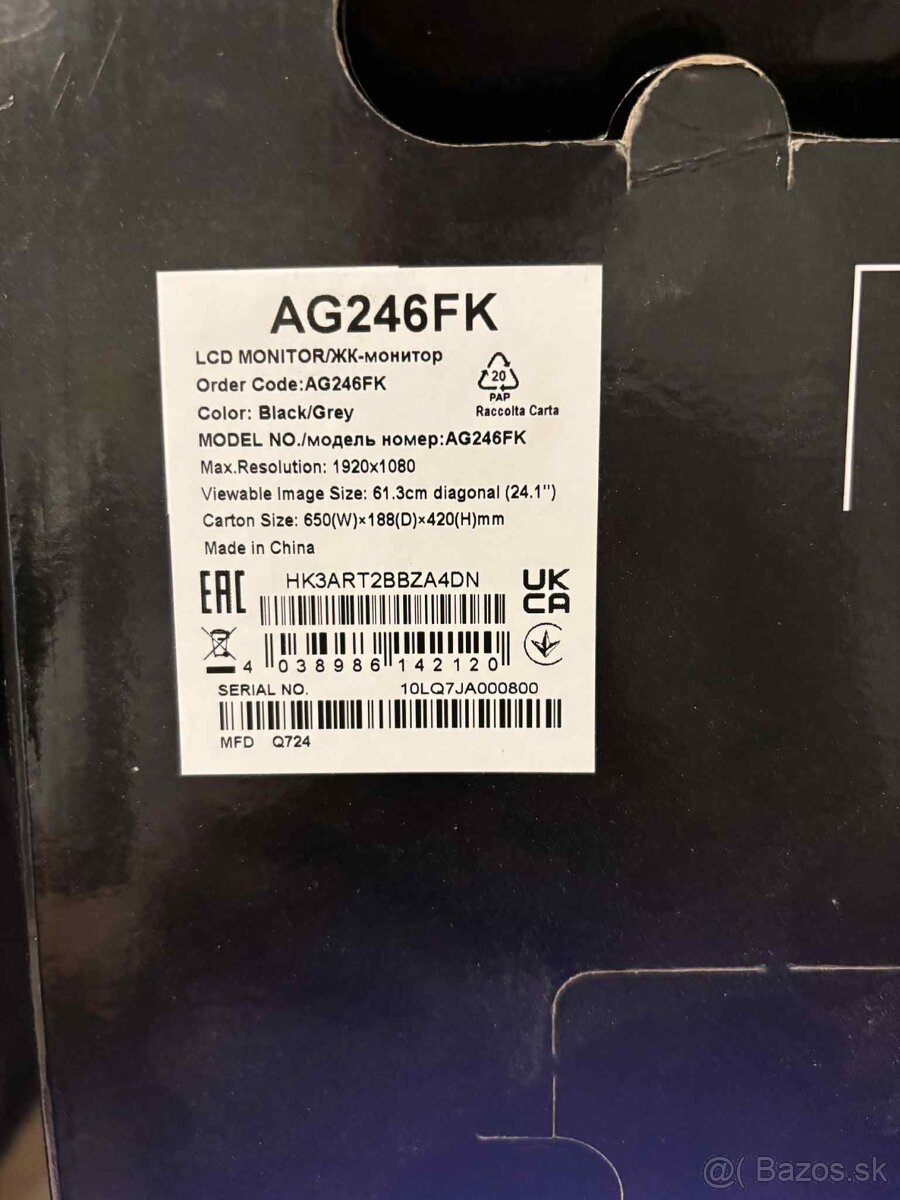 AG246FK
LCD MONITOR/ЖК-монитор
Order Code:AG246FK
Color: Black/Grey
20
PAP
Raccolta Carta
MODEL NO./модель номер:AG246FK
Max.Resolution: 1920x1080
Viewable Image Size: 61.3cm diagonal (24.1")
Carton Size: 650(W)×188(D)×420(H)mm
Made in China
EAC
HK3ART2BBZA4DN
UK
CA
4 038986 142120
SERIAL NO. 10LQ7JA000800
MFD Q724
@( Bazos.sk